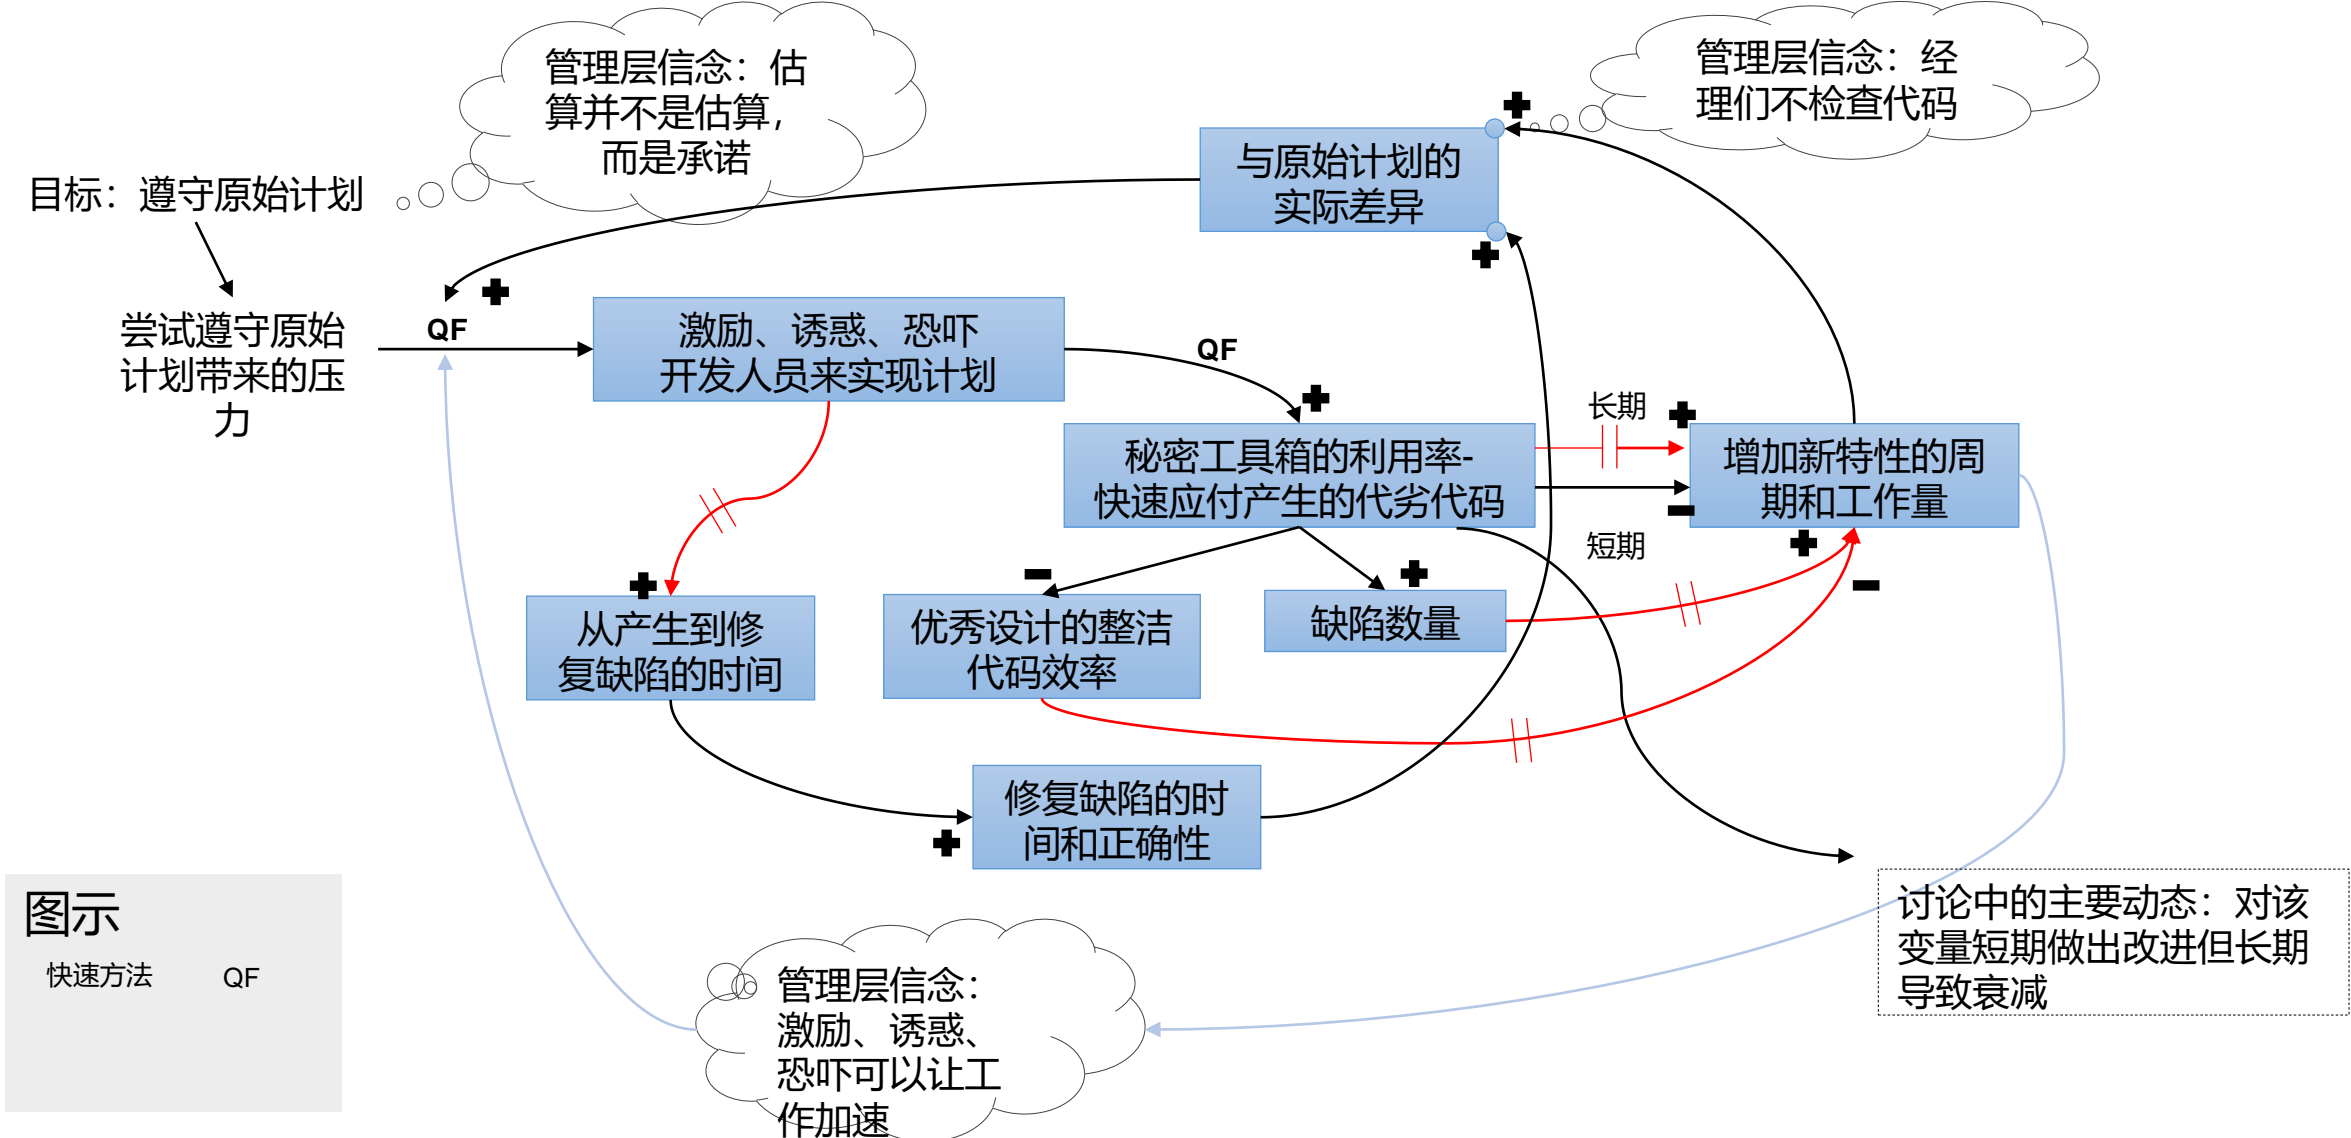 管理层信念：估
算并不是估算，
而是承诺
管理层信念：经
理们不检查代码
目标：遵守原始计划
与原始计划的
实际差异
QF
尝试遵守原始
计划带来的压
力
激励、诱惑、恐吓
开发人员来实现计划
QF
长期
秘密工具箱的利用率-
快速应付产生的代劣代码
增加新特性的周
期和工作量
短期
从产生到修
复缺陷的时间
优秀设计的整洁
代码效率
缺陷数量
修复缺陷的时
间和正确性
图示
快速方法 QF
管理层信念：
激励、诱惑、
恐吓可以让工
作加速
讨论中的主要动态：对该
变量短期做出改进但长期
导致衰减